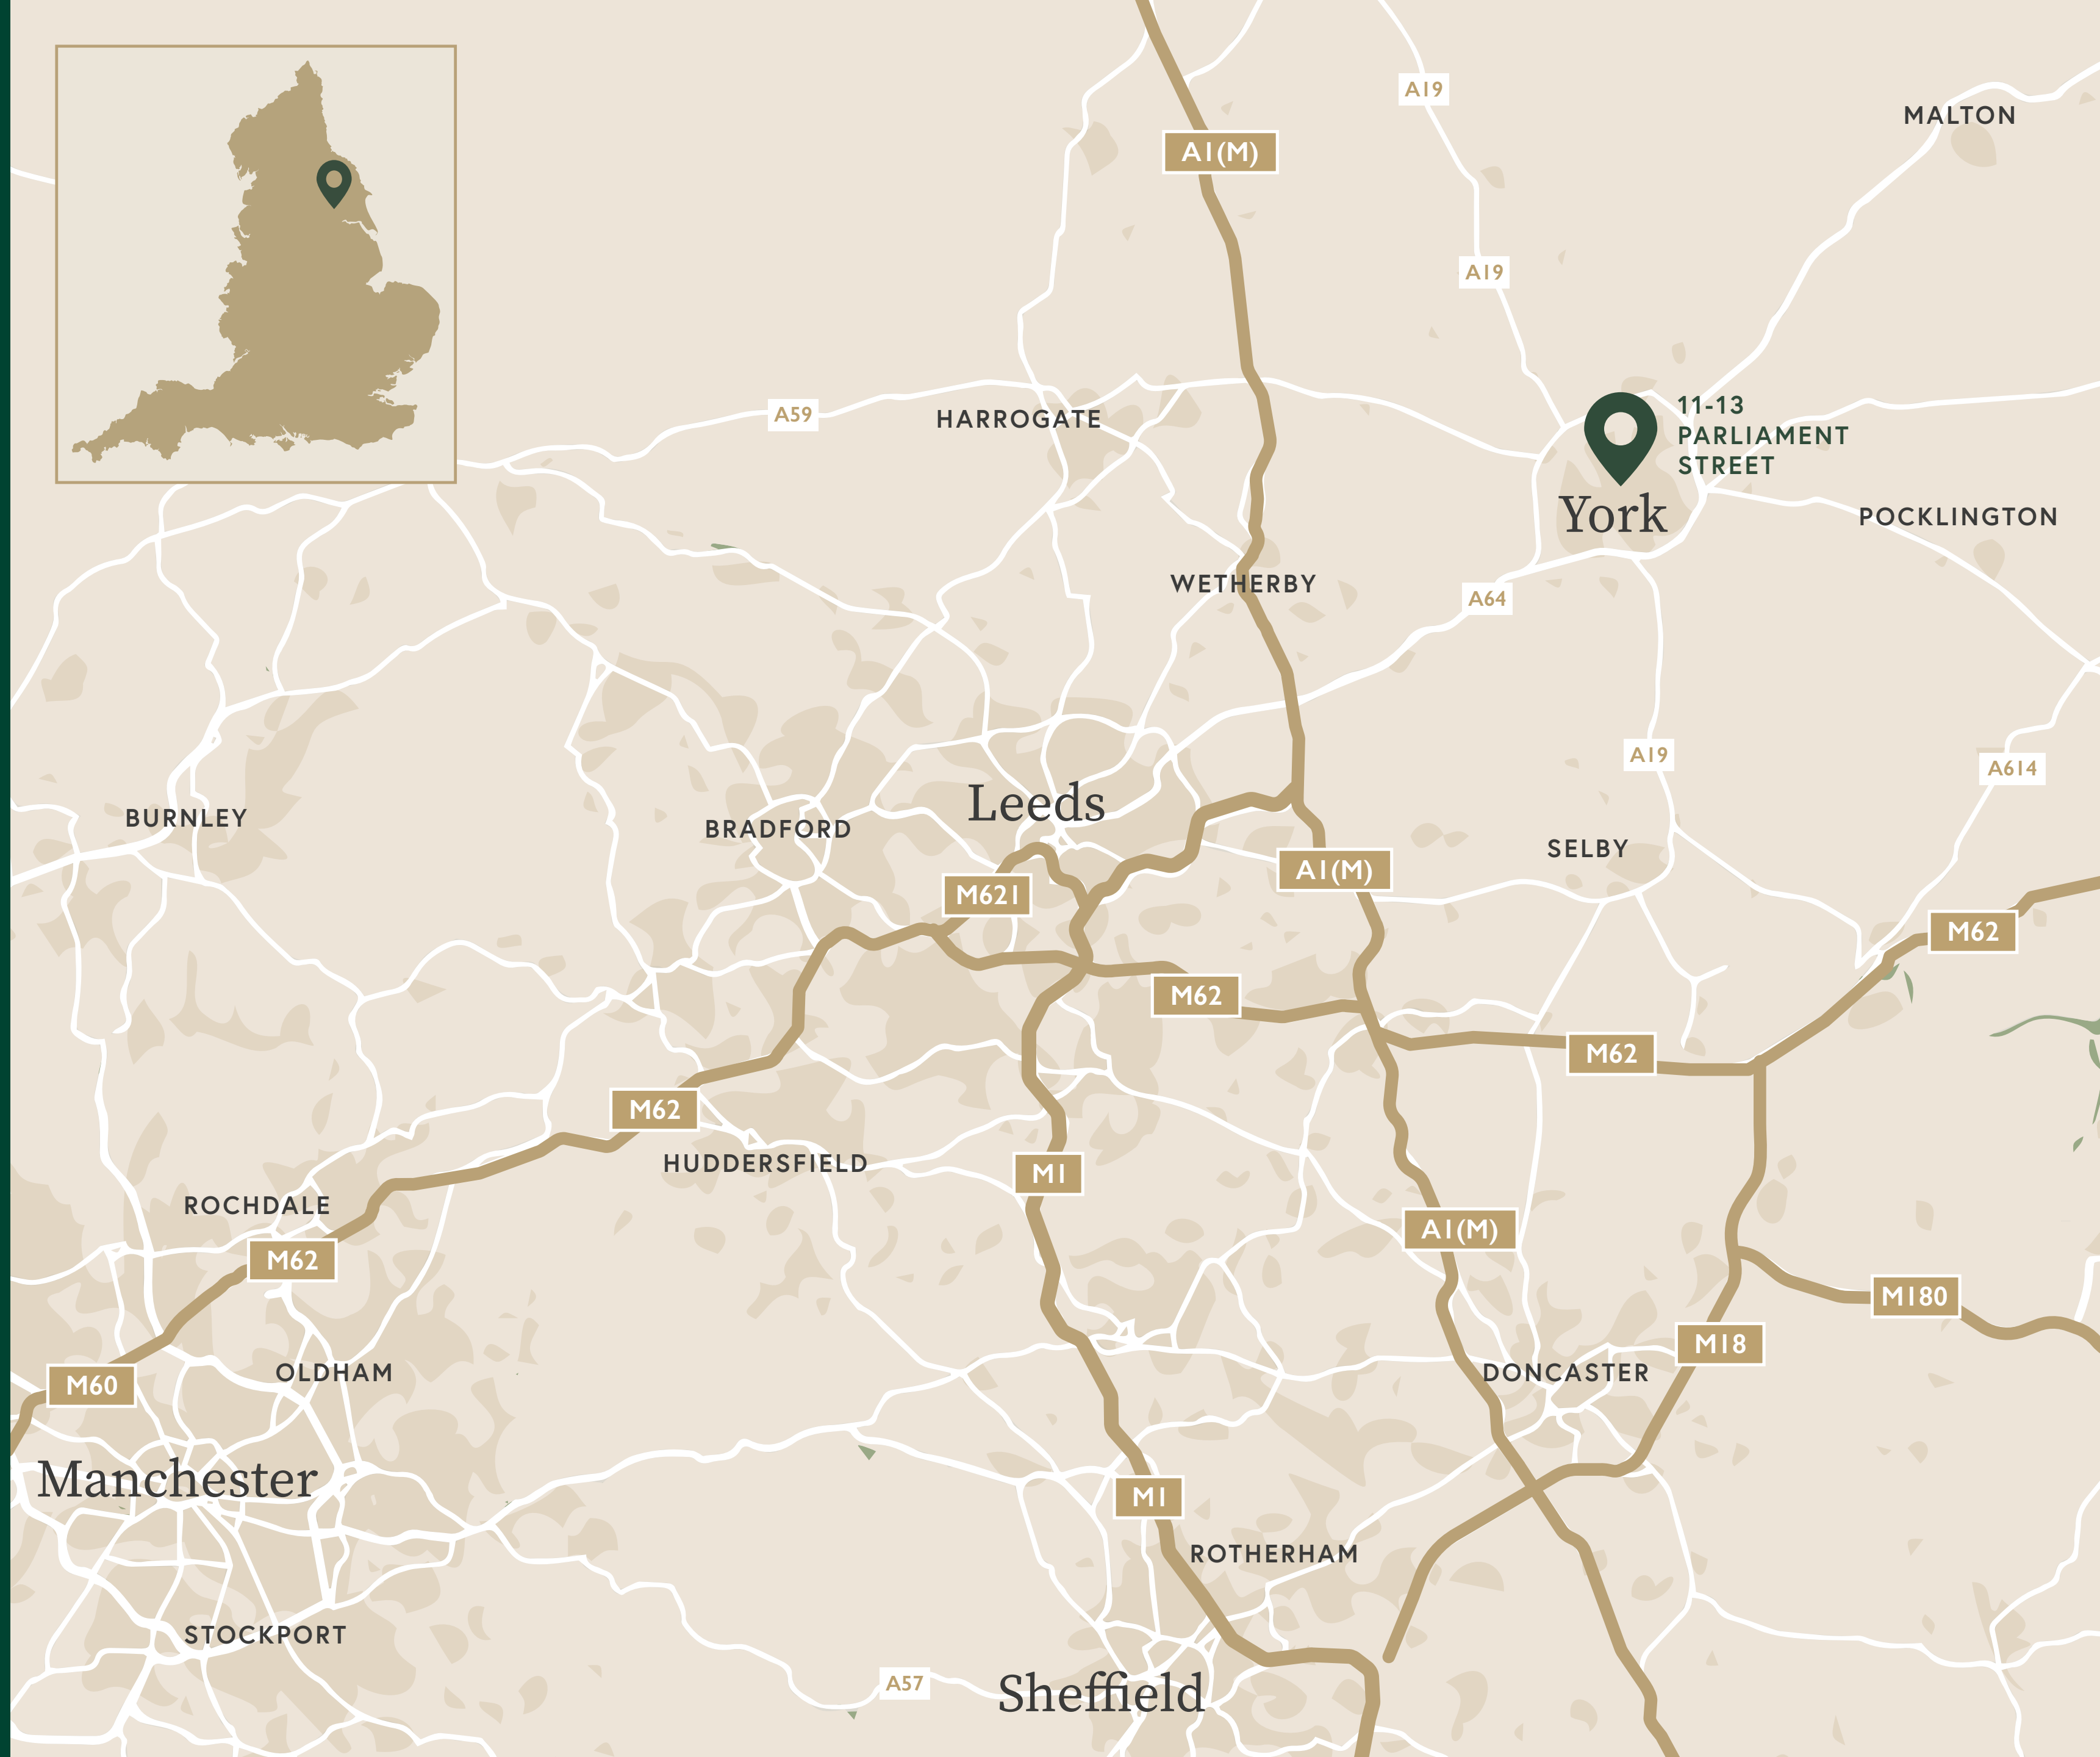 A19
MALTON
A1(M)
A19
11-13
PARLIAMENT
STREET
A59
HARROGATE
York
POCKLINGTON
WETHERBY
A64
A19
A614
Leeds
BURNLEY
BRADFORD
SELBY
A1(M)
M621
M62
M62
M62
M62
HUDDERSFIELD
M1
ROCHDALE
A1(M)
M62
M180
M18
OLDHAM
DONCASTER
M60
Manchester
M1
ROTHERHAM
STOCKPORT
A57
Sheffield